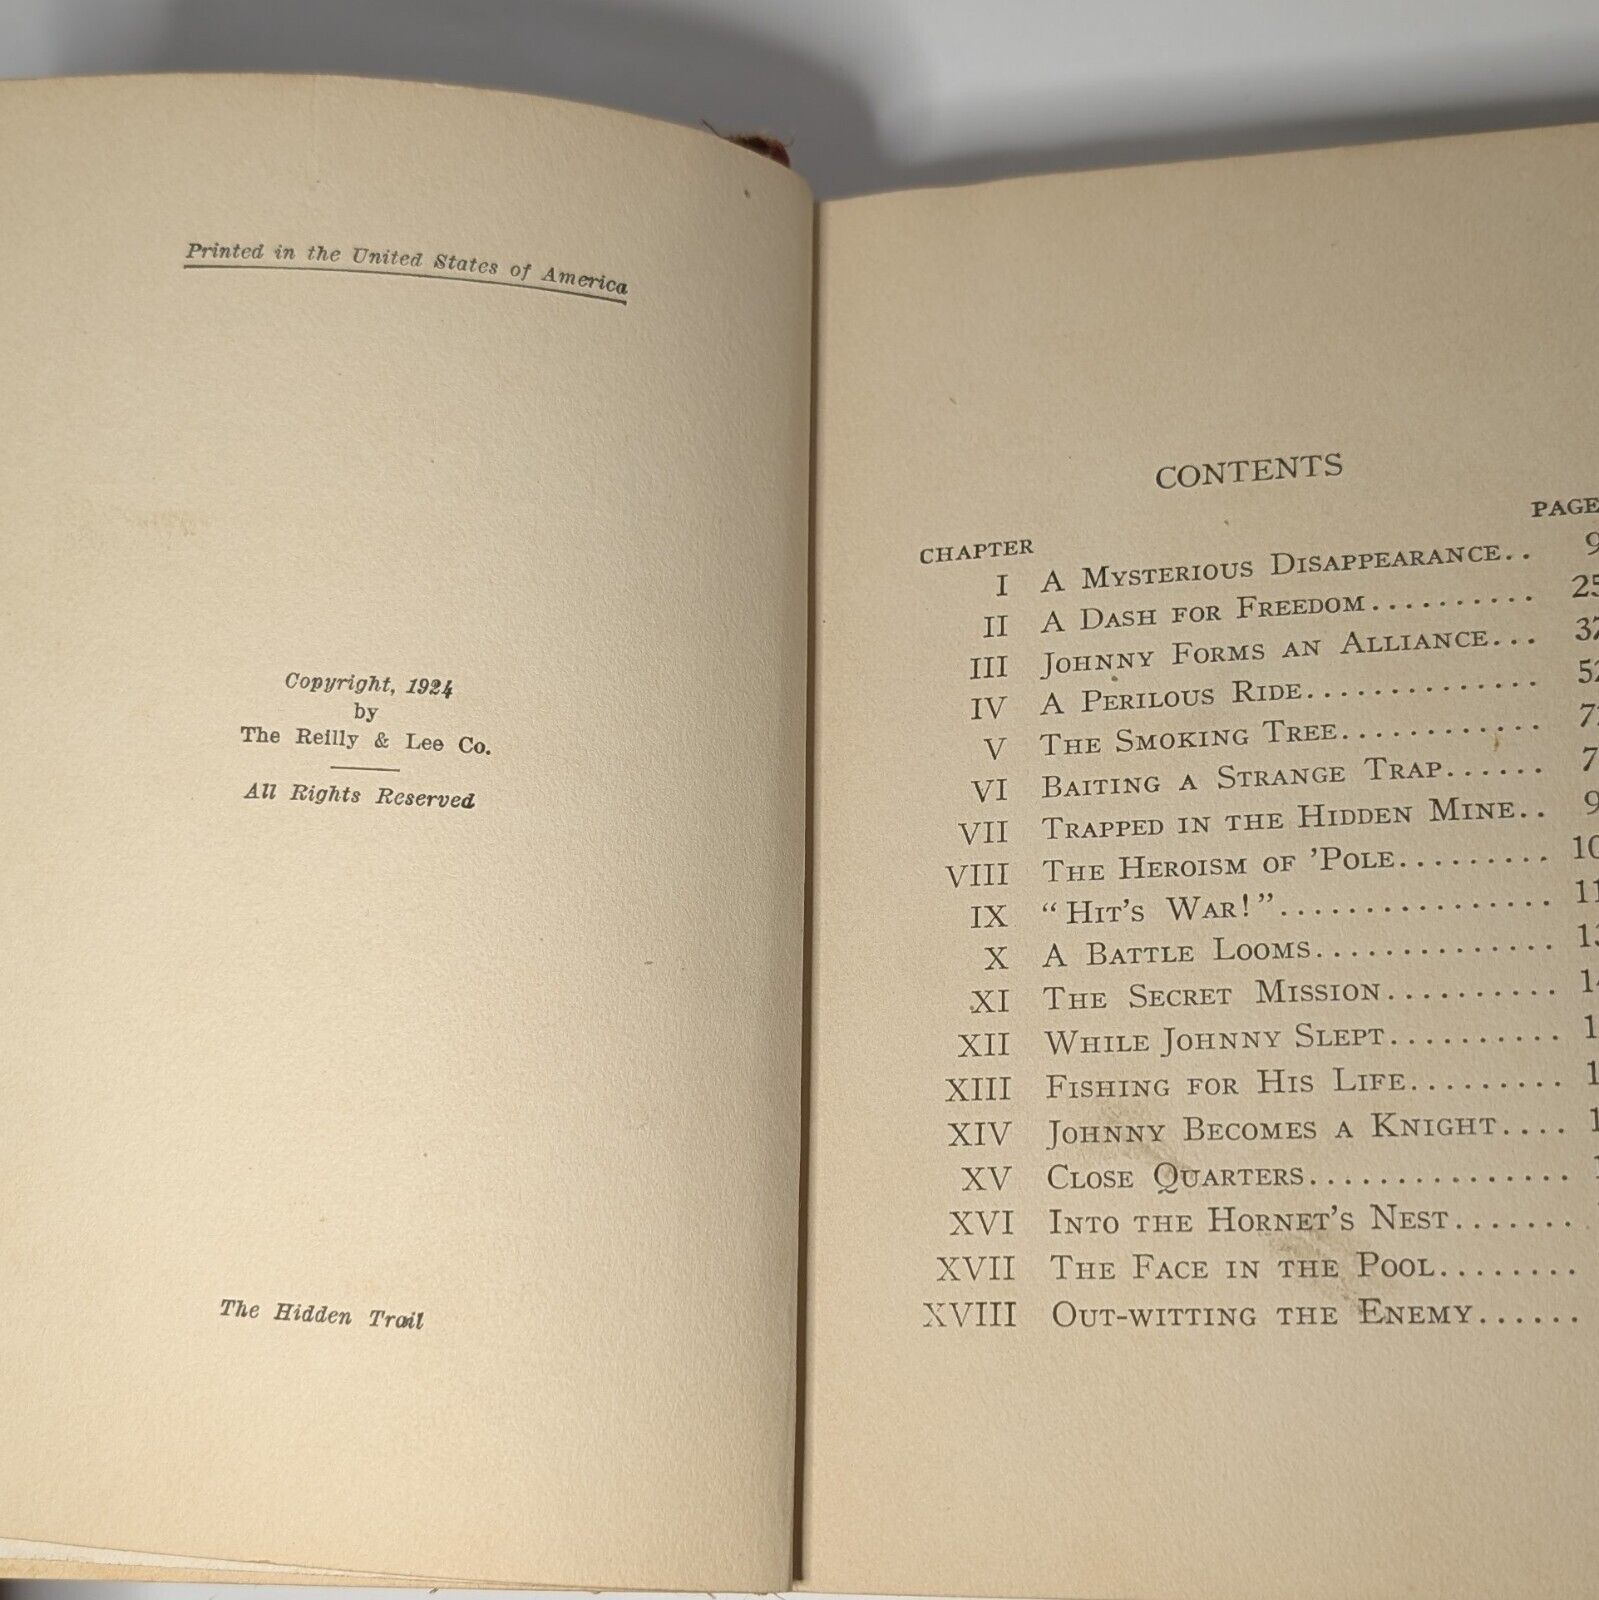 Printed in the United States of America
Copyright, 1924
by
The Reilly & Lee Co.
All Rights Reserved
The Hidden Trail
CONTENTS
CHAPTER PAGE
I A MYSTERIOUS DISAPPEARANCE.. 9
II A DASH FOR FREEDOM.......... 25
III JOHNNY FORMS AN ALLIANCE... 37
IV A PERILOUS RIDE.............. 52
V THE SMOKING TREE............
VI BAITING A STRANGE TRAP......
VII TRAPPED IN THE HIDDEN MINE..
VIII THE HEROISM OF 'POLE.........
IX "HIT'S WAR!"................
X A BATTLE LOOMS..............
XI THE SECRET MISSION..........
XII WHILE JOHNNY SLEPT..........
XIII FISHING FOR HIS LIFE.........
XIV JOHNNY BECOMES A KNIGHT....
XV CLOSE QUARTERS...............
XVI INTO THE HORNET'S NEST.......
XVII THE FACE IN THE POOL........
XVIII OUT-WITTING THE ENEMY......